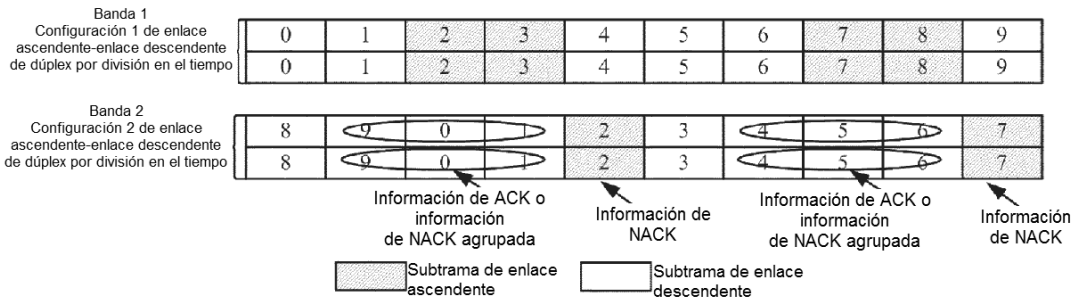 Banda 1
Configuración 1 de enlace
ascendente-enlace descendente
de dúplex por división en el tiempo
0 1 2 3 4 5 6 7 8 9
0 1 2 3 4 5 6 7 8 9
Banda 2
Configuración 2 de enlace
ascendente-enlace descendente
de dúplex por división en el tiempo
8 9 0 1 2 3 4 5 6 7
8 9 0 1 2 3 4 5 6 7
Información de ACK o
información
de NACK agrupada
Información de
NACK
Información de ACK o
información
de NACK agrupada
Información
de NACK
Subtrama de enlace
ascendente
Subtrama de enlace
descendente